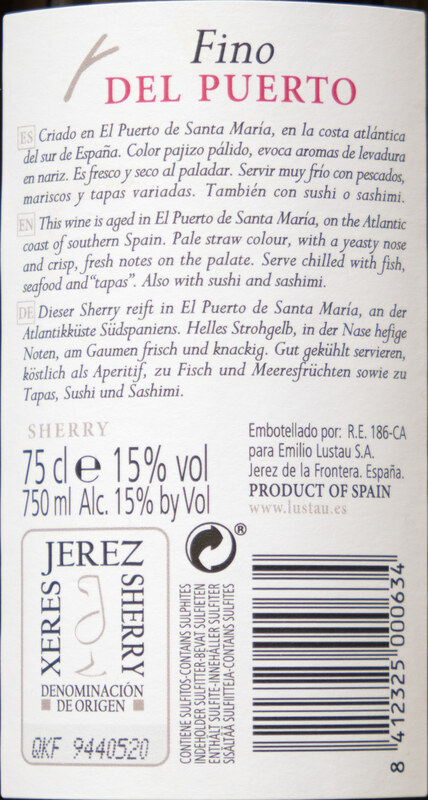 Fino
DEL PUERTO
ES Criado en El Puerto de Santa María, en la costa atlántica
del sur de España. Color pajizo pálido, evoca aromas de levadura
en nariz. Es fresco y seco al paladar. Servir muy frío con pescados,
mariscos y tapas variadas. También con sushi o sashimi.
EN This wine is aged in El Puerto de Santa María, on the Atlantic
coast of southern Spain. Pale straw colour, with a yeasty nose
and crisp, fresh notes on the palate. Serve chilled with fish,
seafood and "tapas". Also with sushi and sashimi.
DE Dieser Sherry reift in El Puerto de Santa María, an der
Atlantikküste Südspaniens. Helles Strohgelb, in der Nase hefige
Noten, am Gaumen frisch und knackig. Gut gekühlt servieren,
köstlich als Aperitif, zu Fisch und Meeresfrüchten sowie zu
Tapas, Sushi und Sashimi.
SHERRY
75 cl e 15% vol
750 ml Alc. 15% by Vol
Embotellado por: R.E. 186-CA
para Emilio Lustau S.A.
Jerez de la Frontera. España.
PRODUCT OF SPAIN
www.lustau.es
JEREZ
XERES
SHERRY
DENOMINACIÓN
DE ORIGEN
QKF 9440520
®
CONTIENE SULFITOS-CONTAINS SULPHITES
INDEHOLDER SULFITTER-BEVAT SULFIETEN
ENTHÄLT SULFITE-INNEHÅLLER SULFITER
SISÄLTÄÄ SULFIITTEJA-CONTAINS SULFITES
8 412325 000634